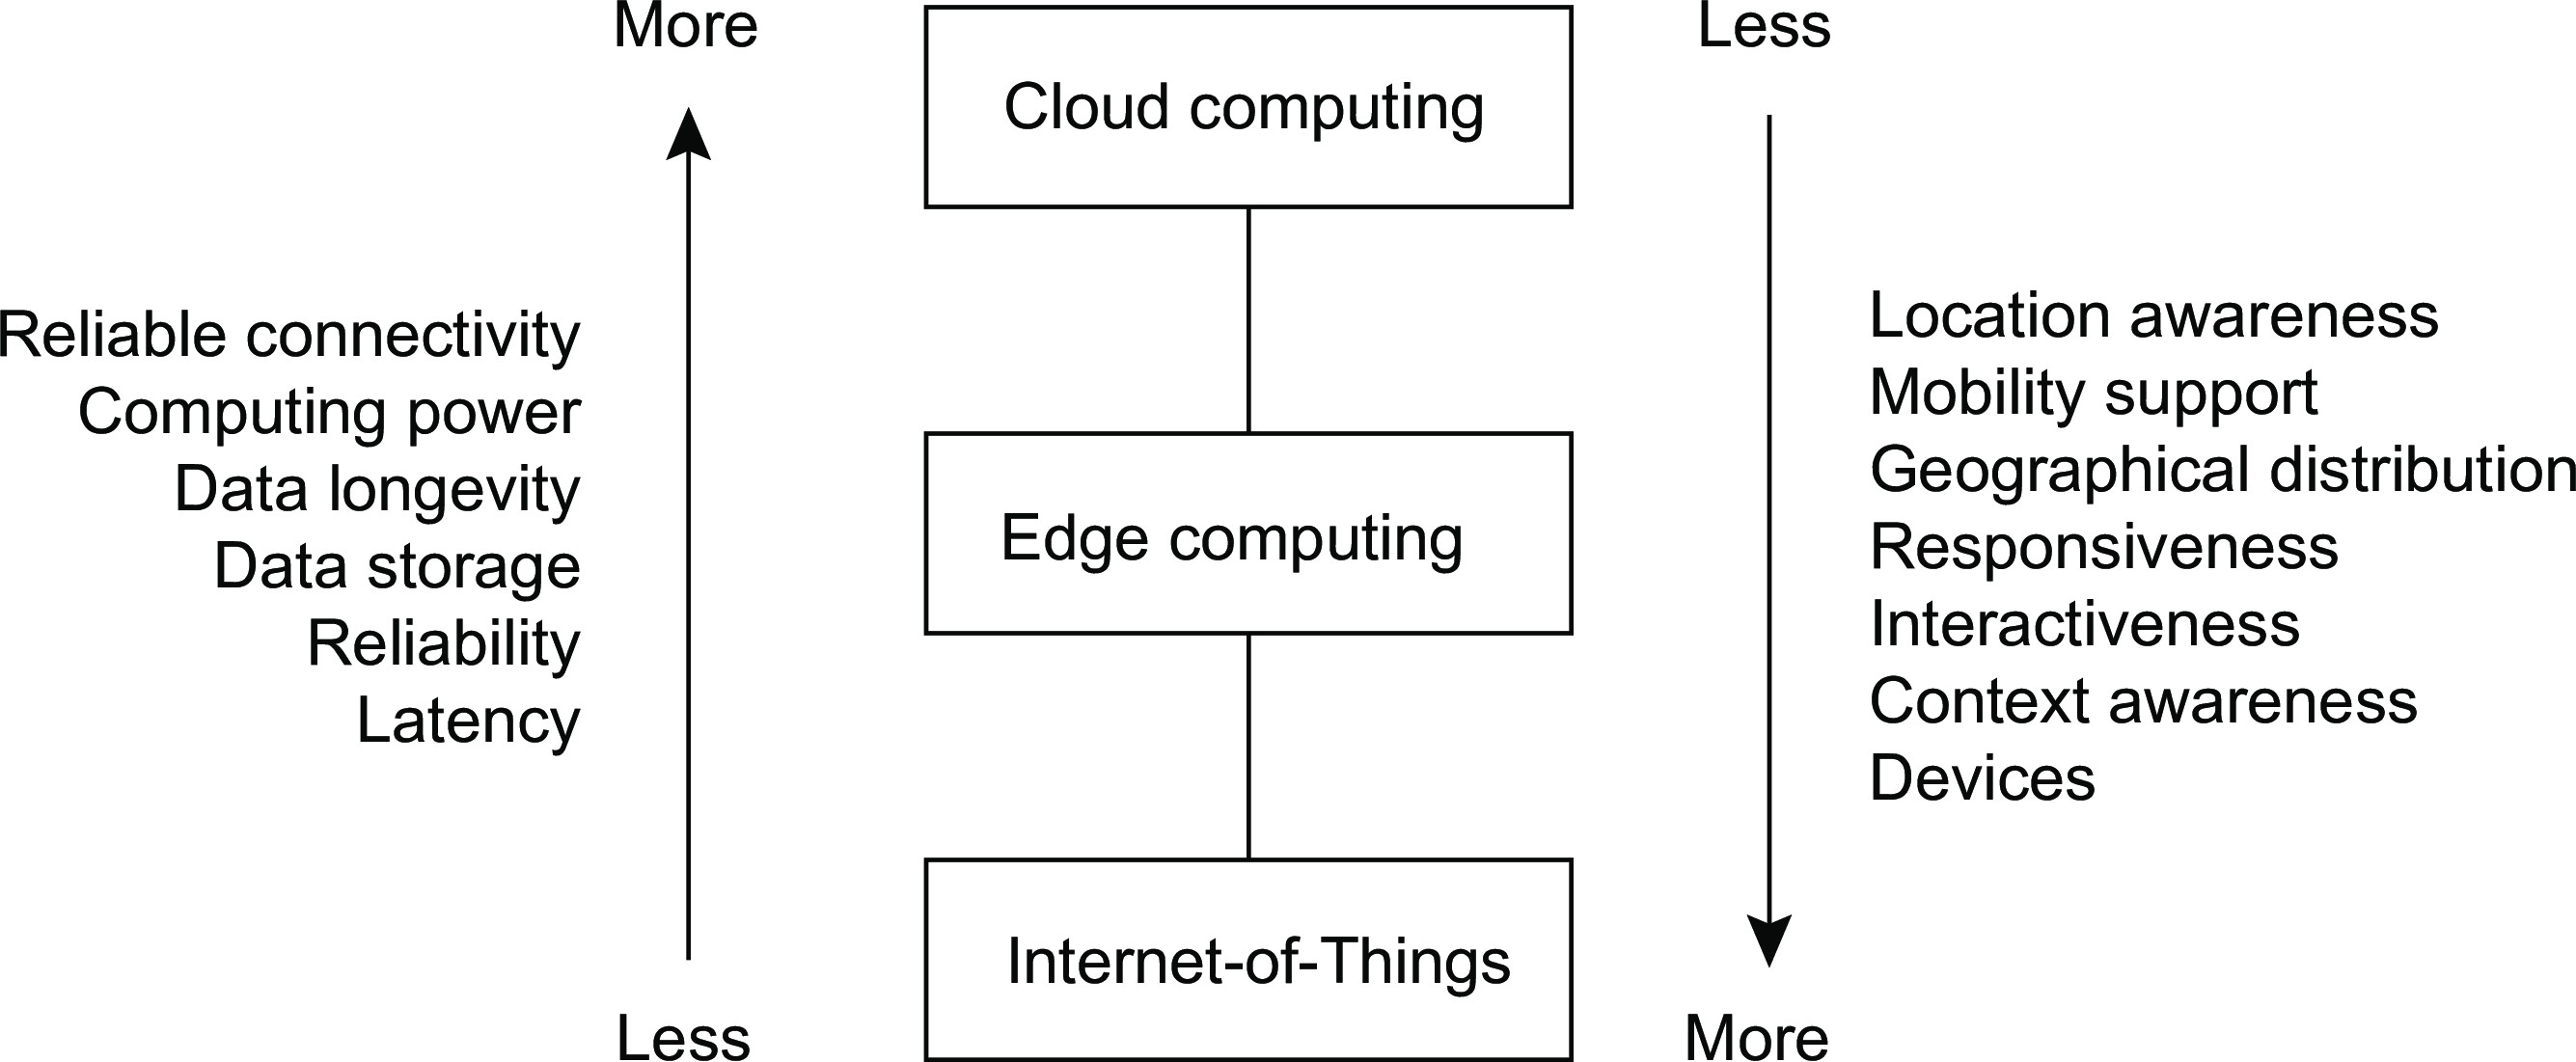 More
Less
Cloud computing
Reliable connectivity
Computing power
Data longevity
Data storage
Reliability
Latency
Edge computing
Location awareness
Mobility support
Geographical distribution
Responsiveness
Interactiveness
Context awareness
Devices
Internet-of-Things
Less
More